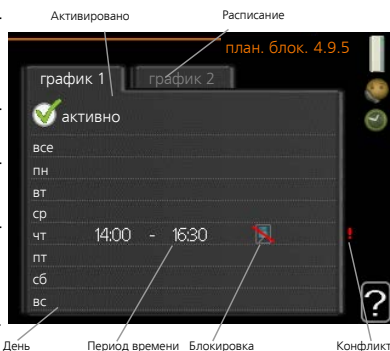 Активировано Расписание
план. блок. 4.9.5
график 1 график 2
активно
все
пн
вт
ср
чт 14:00 - 16:30 !
пт
сб
вс
?
День Период времени Блокировка Конфликт